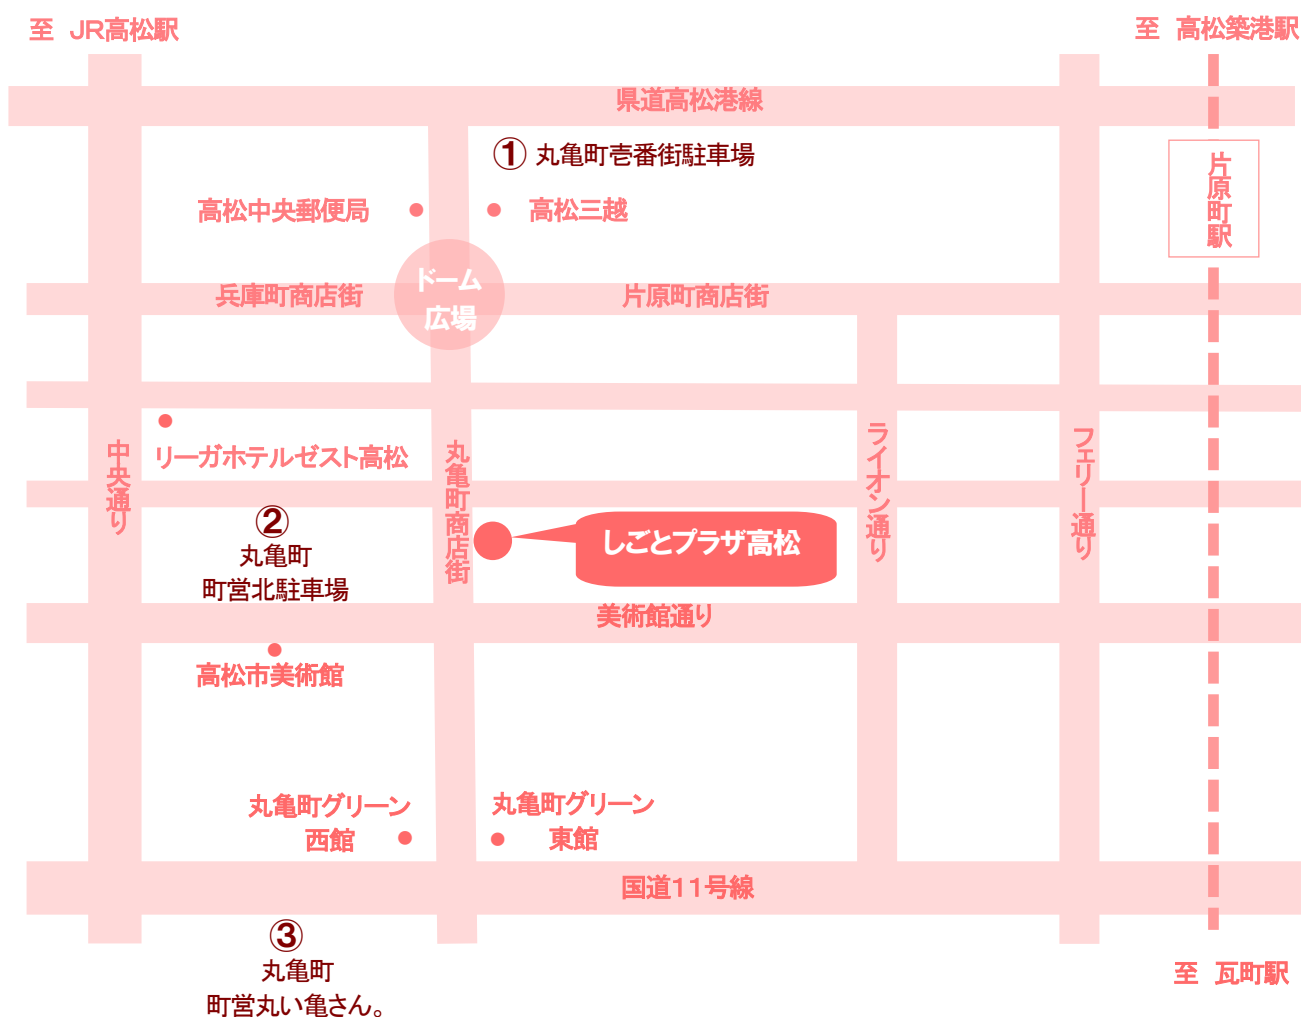 至 JR高松駅
至 高松築港駅
県道高松港線
① 丸亀町壱番街駐車場
片原町駅
高松中央郵便局
高松三越
ドーム
広場
兵庫町商店街
片原町商店街
中央通り
リーガホテルゼスト高松
丸亀町商店街
ライオン通り
フェリー通り
②
丸亀町
町営北駐車場
しごとプラザ高松
美術館通り
高松市美術館
丸亀町グリーン
西館
丸亀町グリーン
東館
国道11号線
③
丸亀町
町営丸い亀さん。
至 瓦町駅